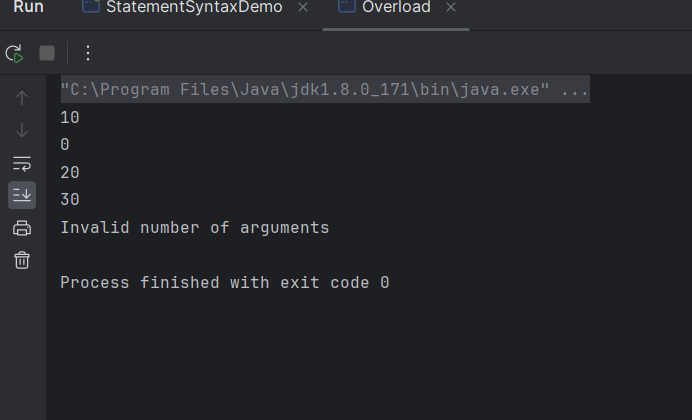 Run StatementSyntaxDemo Overload
"C:\Program Files\Java\jdk1.8.0_171\bin\java.exe" ...
10
0
20
30
Invalid number of arguments
Process finished with exit code 0